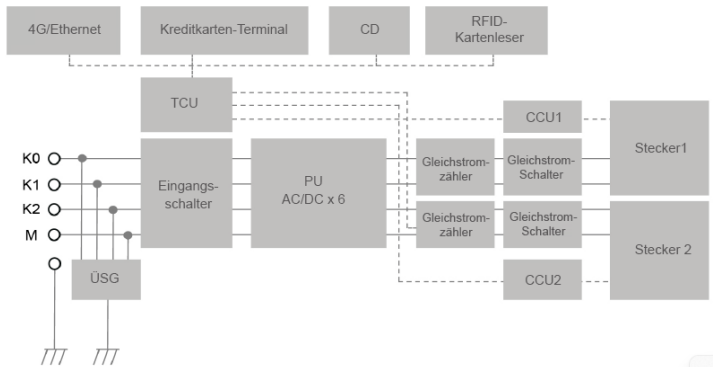 4G/Ethernet
Kreditkarten-Terminal
CD
RFID-
Kartenleser
TCU
CCU1
Stecker1
K0
K1
K2
M
Eingangs-
schalter
PU
AC/DC x 6
Gleichstrom-
zähler
Gleichstrom-
Schalter
Gleichstrom-
zähler
Gleichstrom-
Schalter
Stecker 2
ÜSG
CCU2